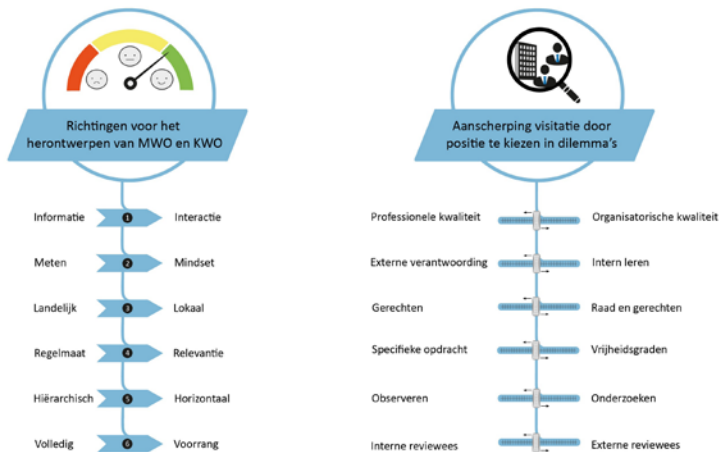 Richtingen voor het
herontwerpen van MWO en KWO
Informatie 1 Interactie
Meten 2 Mindset
Landelijk 3 Lokaal
Regelmaat 4 Relevantie
Hiërarchisch 5 Horizontaal
Volledig 6 Voorrang
Aanscherping visitatie door
positie te kiezen in dilemma's
Professionele kwaliteit Organisatorische kwaliteit
Externe verantwoording Intern leren
Gerechten Raad en gerechten
Specifieke opdracht Vrijheidsgraden
Observeren Onderzoeken
Interne reviewees Externe reviewees